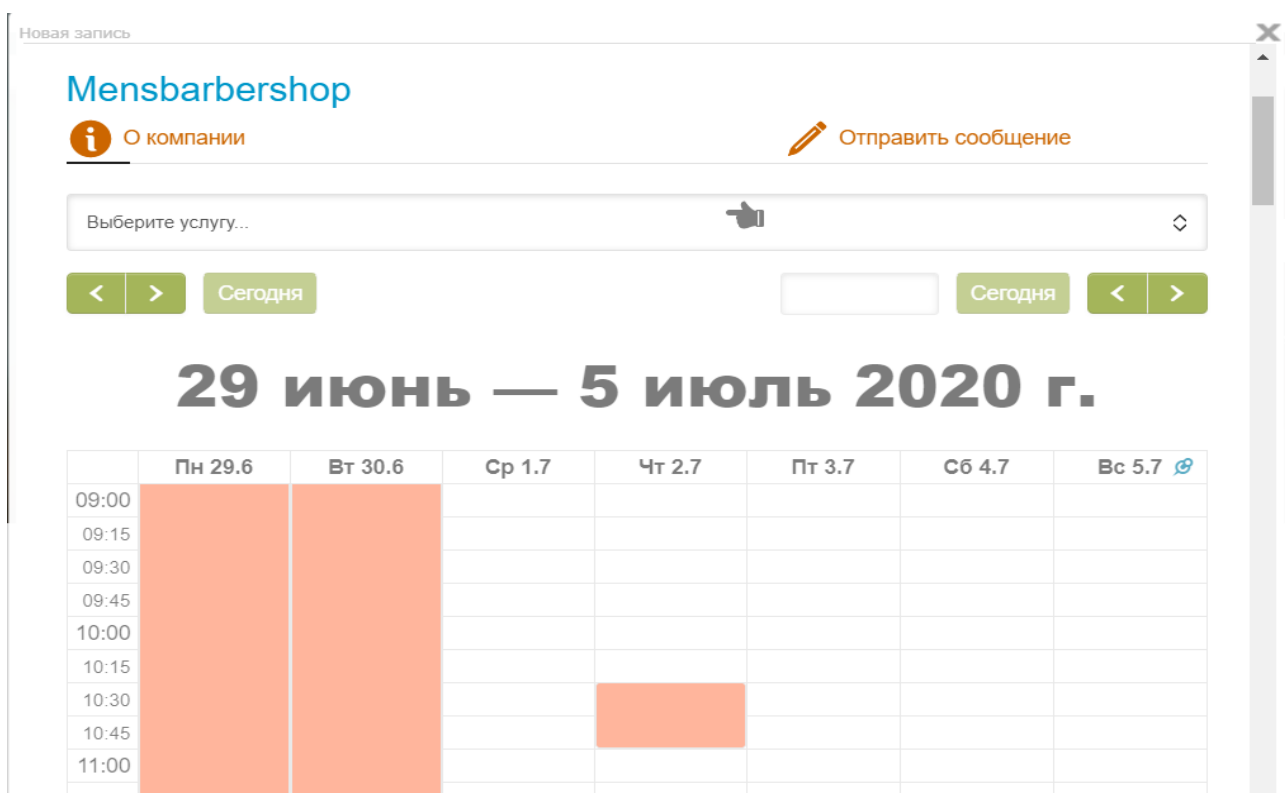 Новая запись
Mensbarbershop
О компании Отправить сообщение
Выберите услугу...
Сегодня Сегодня
29 июнь — 5 июль 2020 г.
Пн 29.6 Вт 30.6 Ср 1.7 Чт 2.7 Пт 3.7 Сб 4.7 Вс 5.7
09:00
09:15
09:30
09:45
10:00
10:15
10:30
10:45
11:00